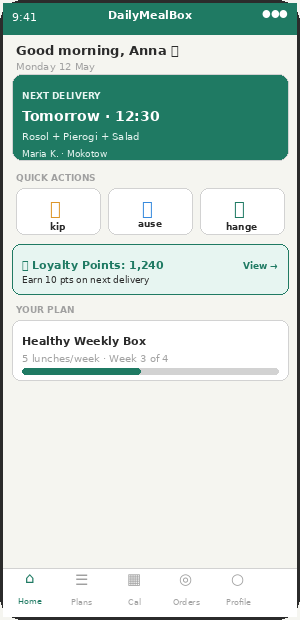 9:41 DailyMealBox
Good morning, Anna
Monday 12 May
NEXT DELIVERY
Tomorrow · 12:30
Rosol + Pierogi + Salad
Maria K. · Mokotow
QUICK ACTIONS
kip
ause
hange
Loyalty Points: 1,240 View →
Earn 10 pts on next delivery
YOUR PLAN
Healthy Weekly Box
5 lunches/week · Week 3 of 4
Home Plans Cal Orders Profile